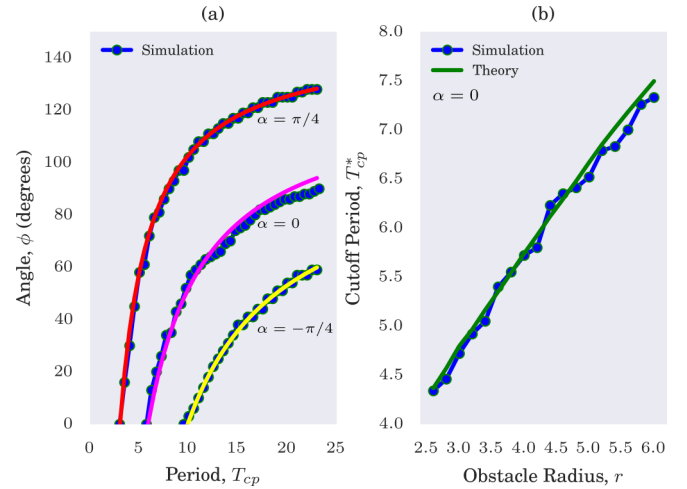 (a)
(b)
Angle, ϕ (degrees)
140
120
100
80
60
40
20
0
Simulation
α = π/4
α = 0
α = −π/4
0 5 10 15 20 25
Period, T_cp
Cutoff Period, T*_cp
8.0
7.5
7.0
6.5
6.0
5.5
5.0
4.5
4.0
Simulation
Theory
α = 0
2.5 3.0 3.5 4.0 4.5 5.0 5.5 6.0
Obstacle Radius, r